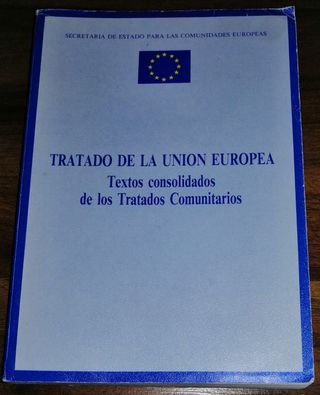 SECRETARIA DE ESTADO PARA LAS COMUNIDADES EUROPEAS
TRATADO DE LA UNION EUROPEA
Textos consolidados
de los Tratados Comunitarios